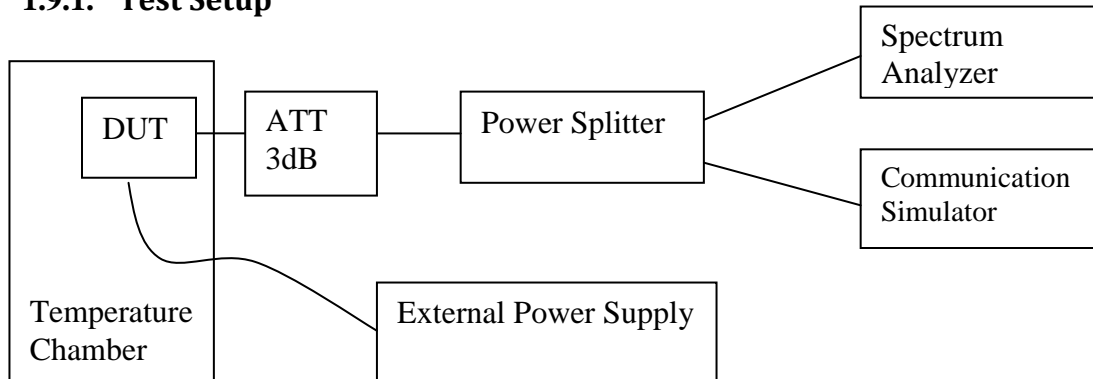 1.9.1. Test Setup
Spectrum
Analyzer
DUT
ATT
3dB
Power Splitter
Communication
Simulator
Temperature
Chamber
External Power Supply